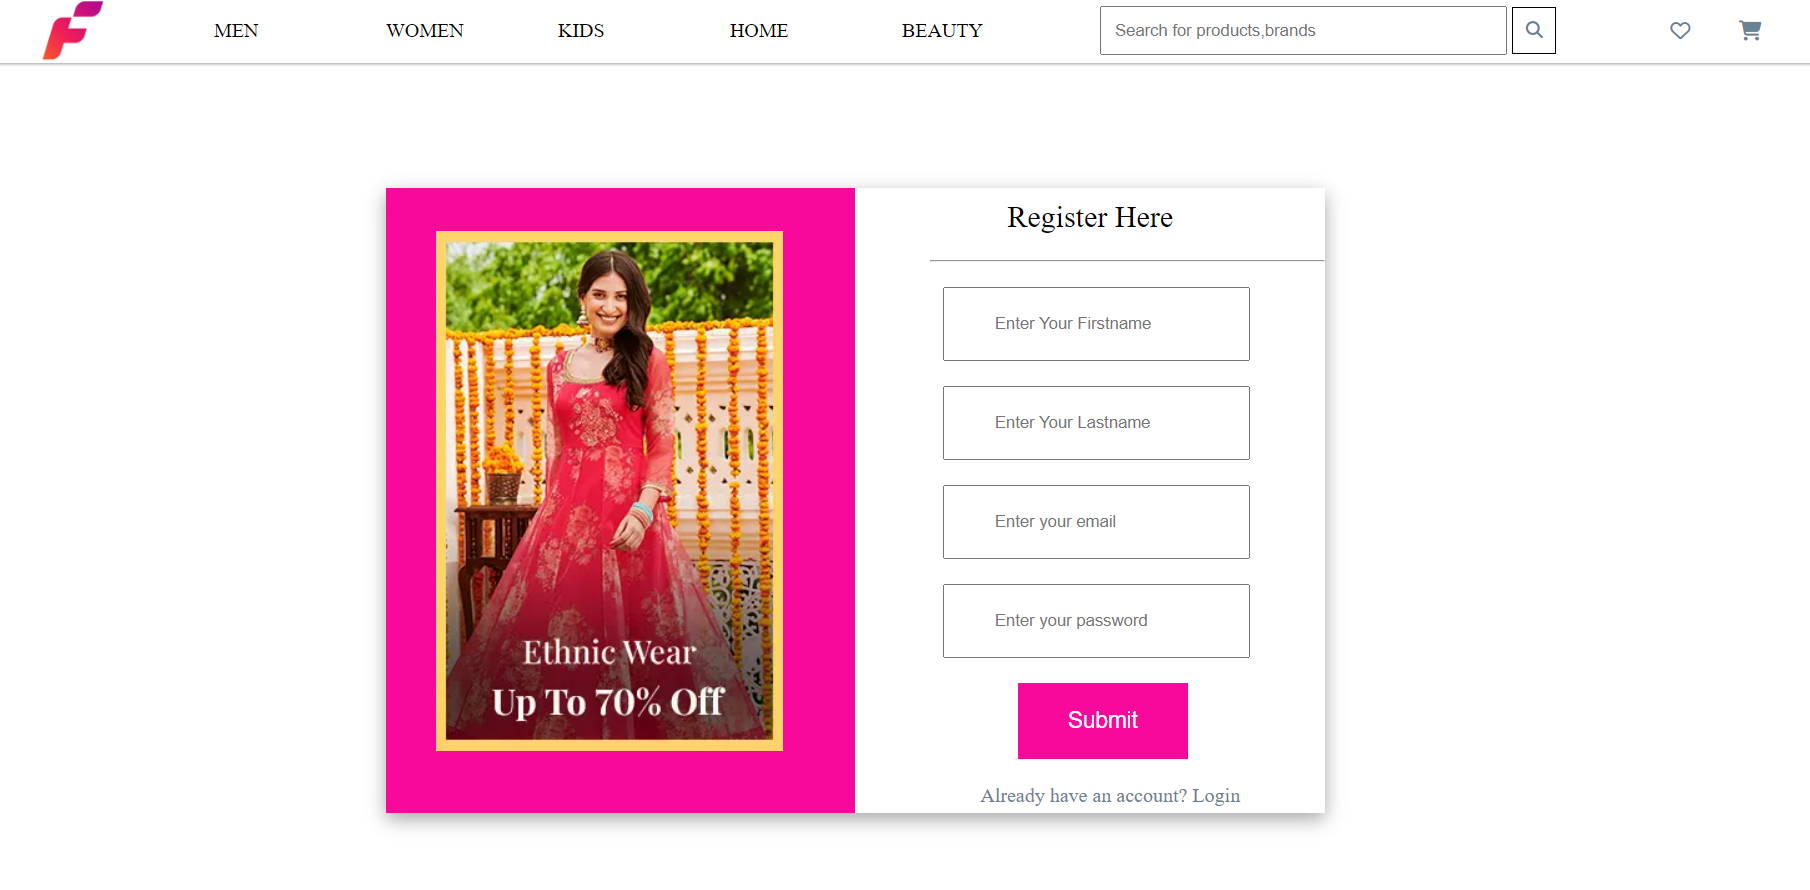 MEN WOMEN KIDS HOME BEAUTY Search for products,brands
Register Here
Enter Your Firstname
Enter Your Lastname
Enter your email
Enter your password
Ethnic Wear
Up To 70% Off
Submit
Already have an account? Login